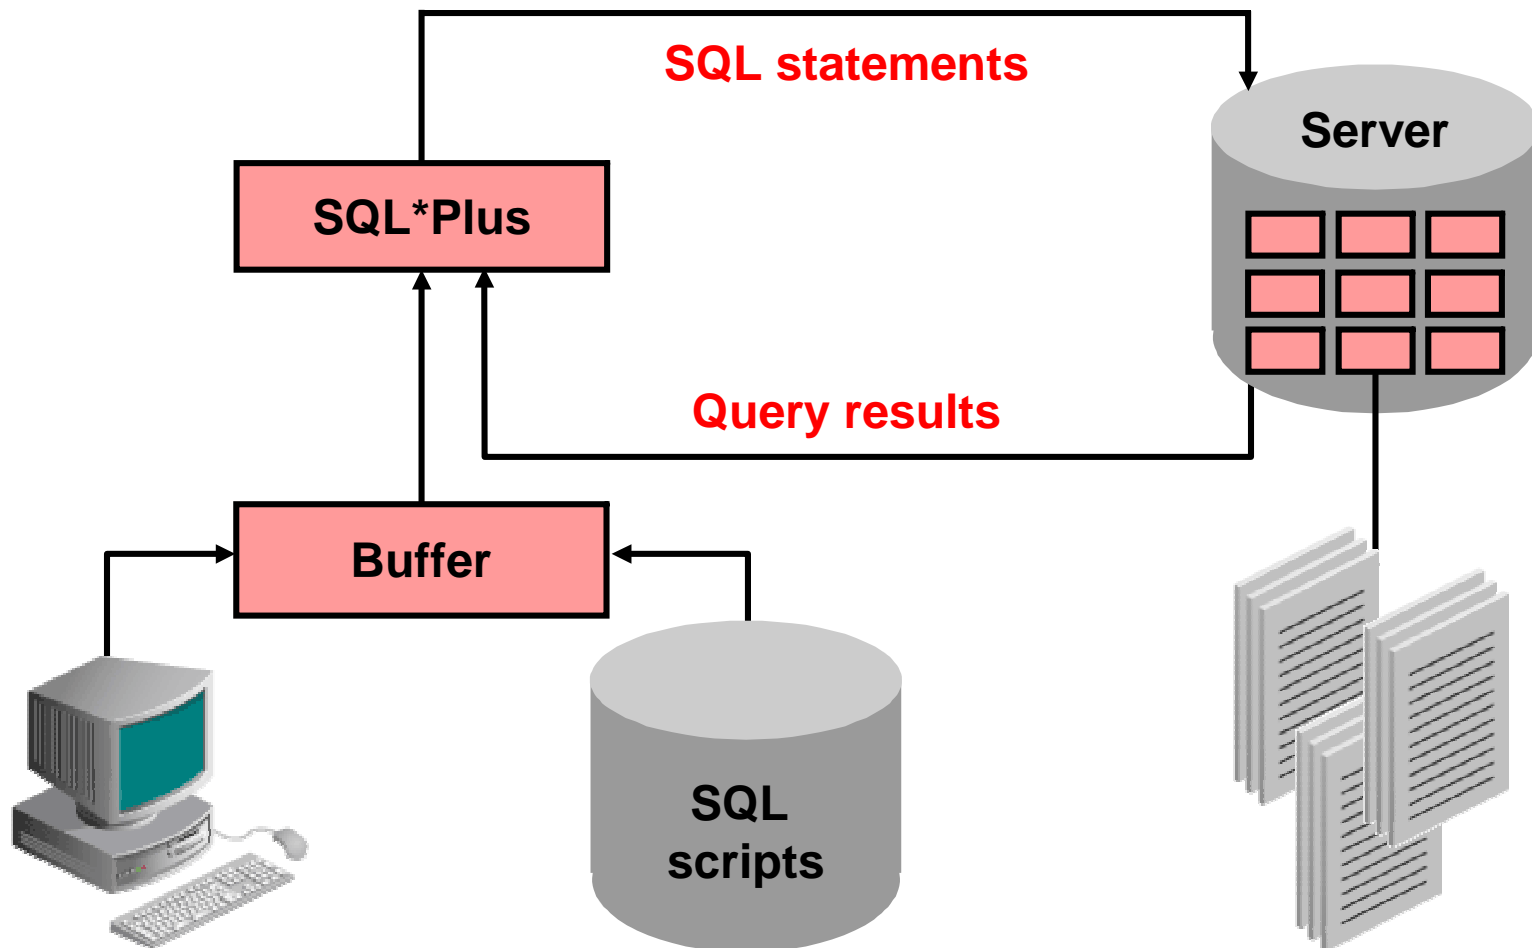 SQL statements
Server
SQL*Plus
Query results
Buffer
SQL
scripts